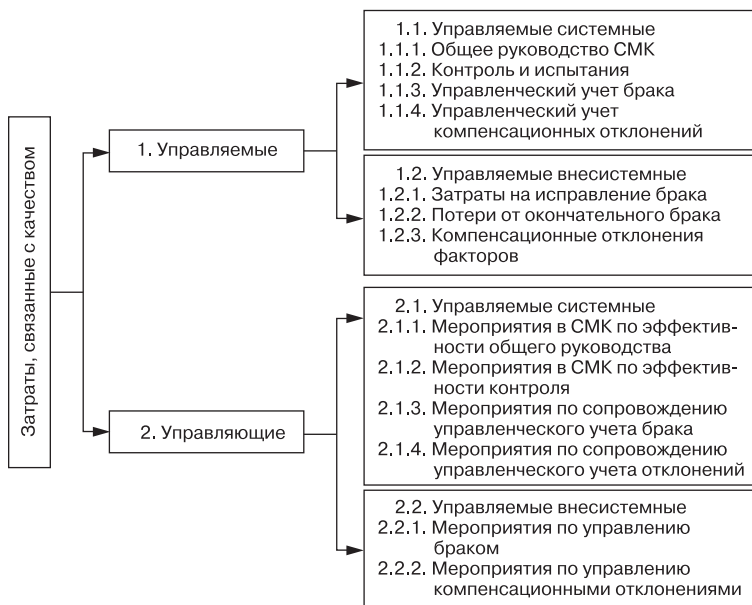 Затраты, связанные с качеством
1. Управляемые
1.1. Управляемые системные
1.1.1. Общее руководство СМК
1.1.2. Контроль и испытания
1.1.3. Управленческий учет брака
1.1.4. Управленческий учет
компенсационных отклонений
1.2. Управляемые внесистемные
1.2.1. Затраты на исправление брака
1.2.2. Потери от окончательного брака
1.2.3. Компенсационные отклонения
факторов
2. Управляющие
2.1. Управляемые системные
2.1.1. Мероприятия в СМК по эффектив-
ности общего руководства
2.1.2. Мероприятия в СМК по эффектив-
ности контроля
2.1.3. Мероприятия по сопровождению
управленческого учета брака
2.1.4. Мероприятия по сопровождению
управленческого учета отклонений
2.2. Управляемые внесистемные
2.2.1. Мероприятия по управлению
браком
2.2.2. Мероприятия по управлению
компенсационными отклонениями